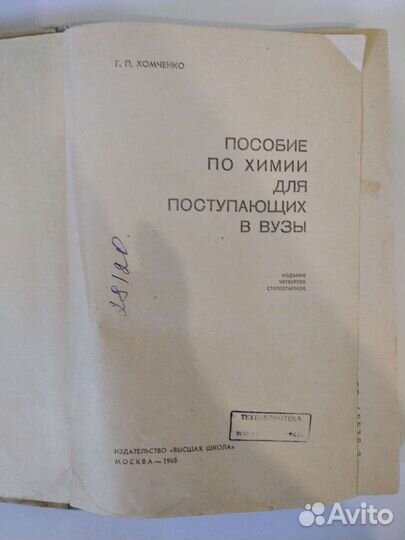 Г. П. ХОМЧЕНКО
ПОСОБИЕ
ПО ХИМИИ
ДЛЯ
ПОСТУПАЮЩИХ
В ВУЗЫ
ИЗДАНИЕ
ЧЕТВЕРТОЕ
СТЕРЕОТИПНОЕ
ТЕХБИБЛИОТЕКА
ИЗДАТЕЛЬСТВО «ВЫСШАЯ ШКОЛА»
МОСКВА—1968
Avito